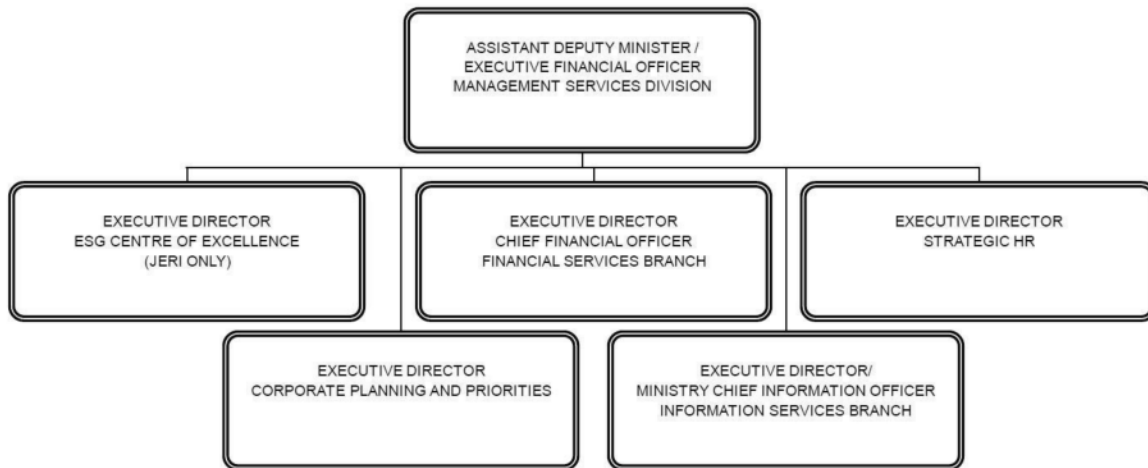 ASSISTANT DEPUTY MINISTER /
EXECUTIVE FINANCIAL OFFICER
MANAGEMENT SERVICES DIVISION
EXECUTIVE DIRECTOR
ESG CENTRE OF EXCELLENCE
(JERI ONLY)
EXECUTIVE DIRECTOR
CHIEF FINANCIAL OFFICER
FINANCIAL SERVICES BRANCH
EXECUTIVE DIRECTOR
STRATEGIC HR
EXECUTIVE DIRECTOR
CORPORATE PLANNING AND PRIORITIES
EXECUTIVE DIRECTOR/
MINISTRY CHIEF INFORMATION OFFICER
INFORMATION SERVICES BRANCH